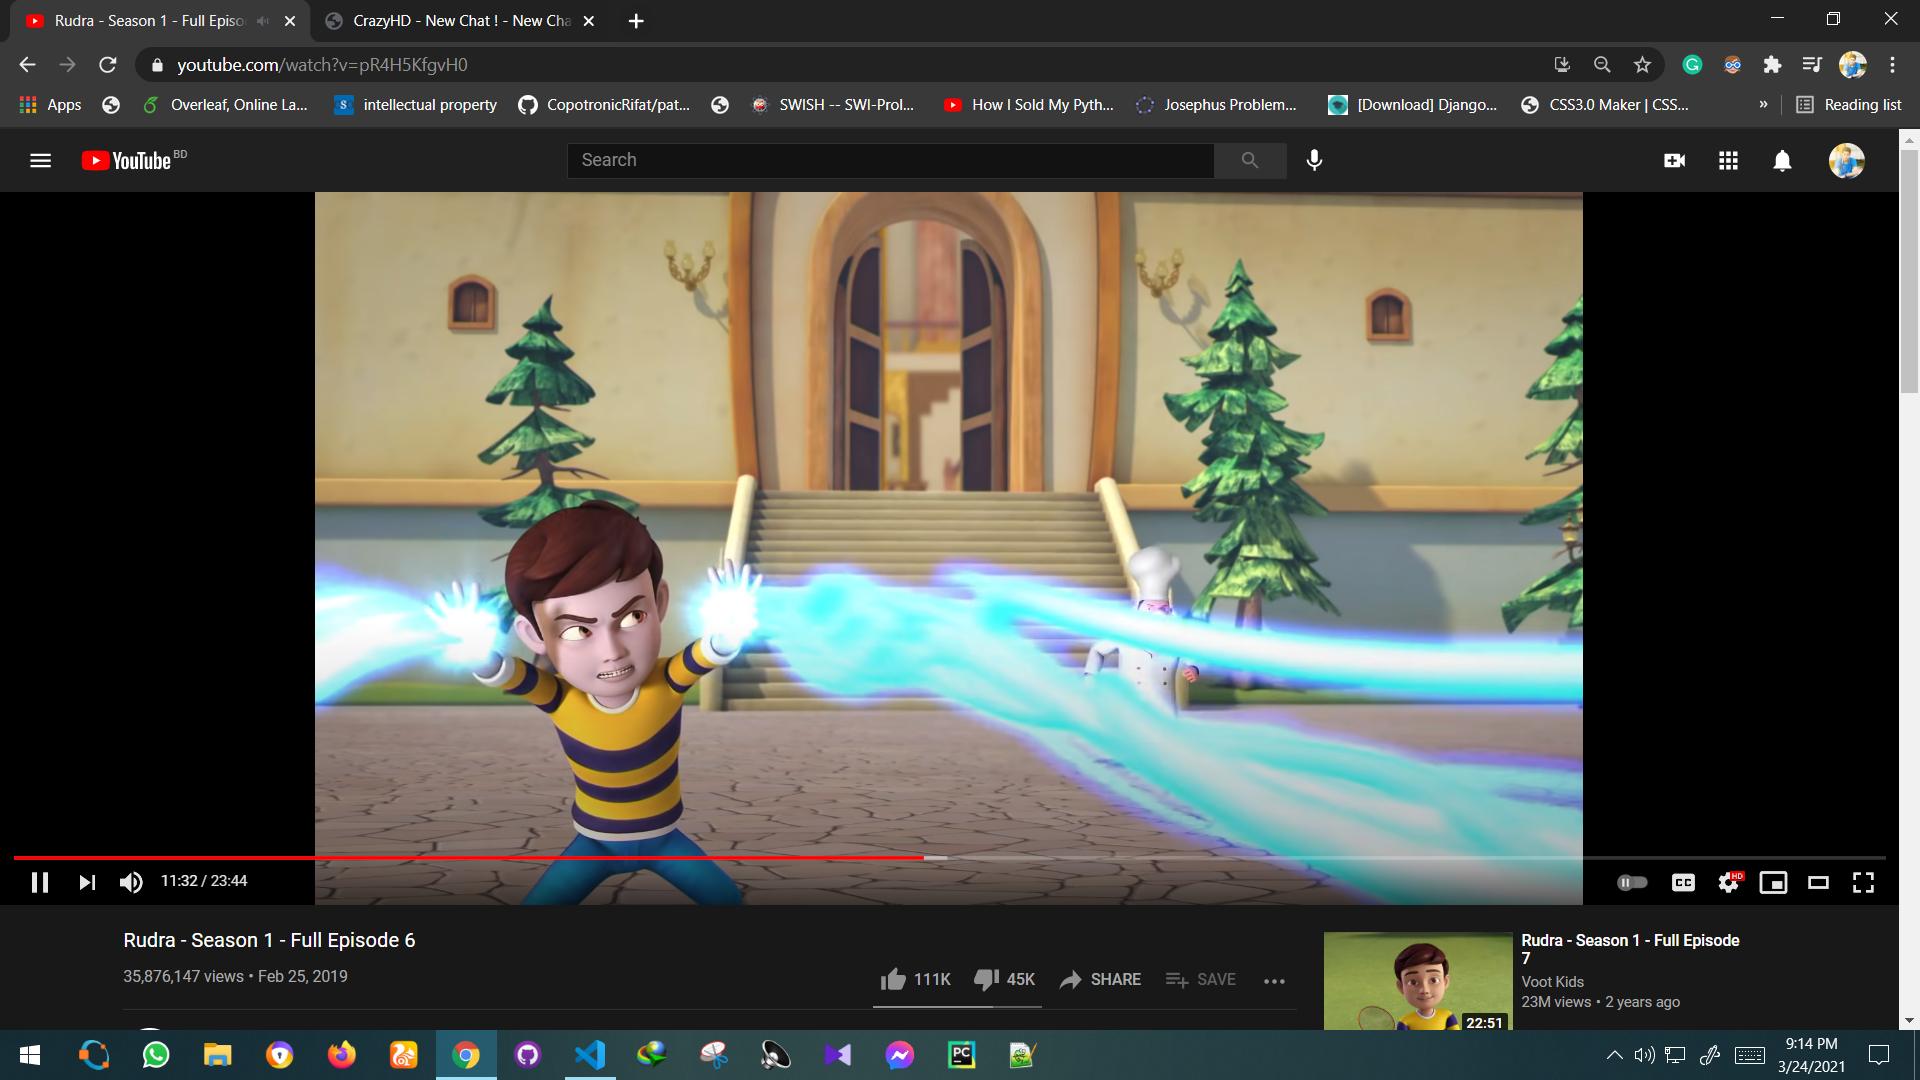 Rudra - Season 1 - Full Episo
CrazyHD - New Chat ! - New Cha
youtube.com/watch?v=pR4H5KfgvH0
Apps
Overleaf, Online La...
intellectual property
CopotronicRifat/pat...
SWISH -- SWI-Prol...
How I Sold My Pyth...
Josephus Problem...
[Download] Django...
CSS3.0 Maker | CSS...
»
Reading list
YouTube BD
Search
11:32 / 23:44
CC
HD
Rudra - Season 1 - Full Episode 6
35,876,147 views • Feb 25, 2019
111K
45K
SHARE
SAVE
Rudra - Season 1 - Full Episode
7
Voot Kids
23M views • 2 years ago
22:51
PC
9:14 PM
3/24/2021